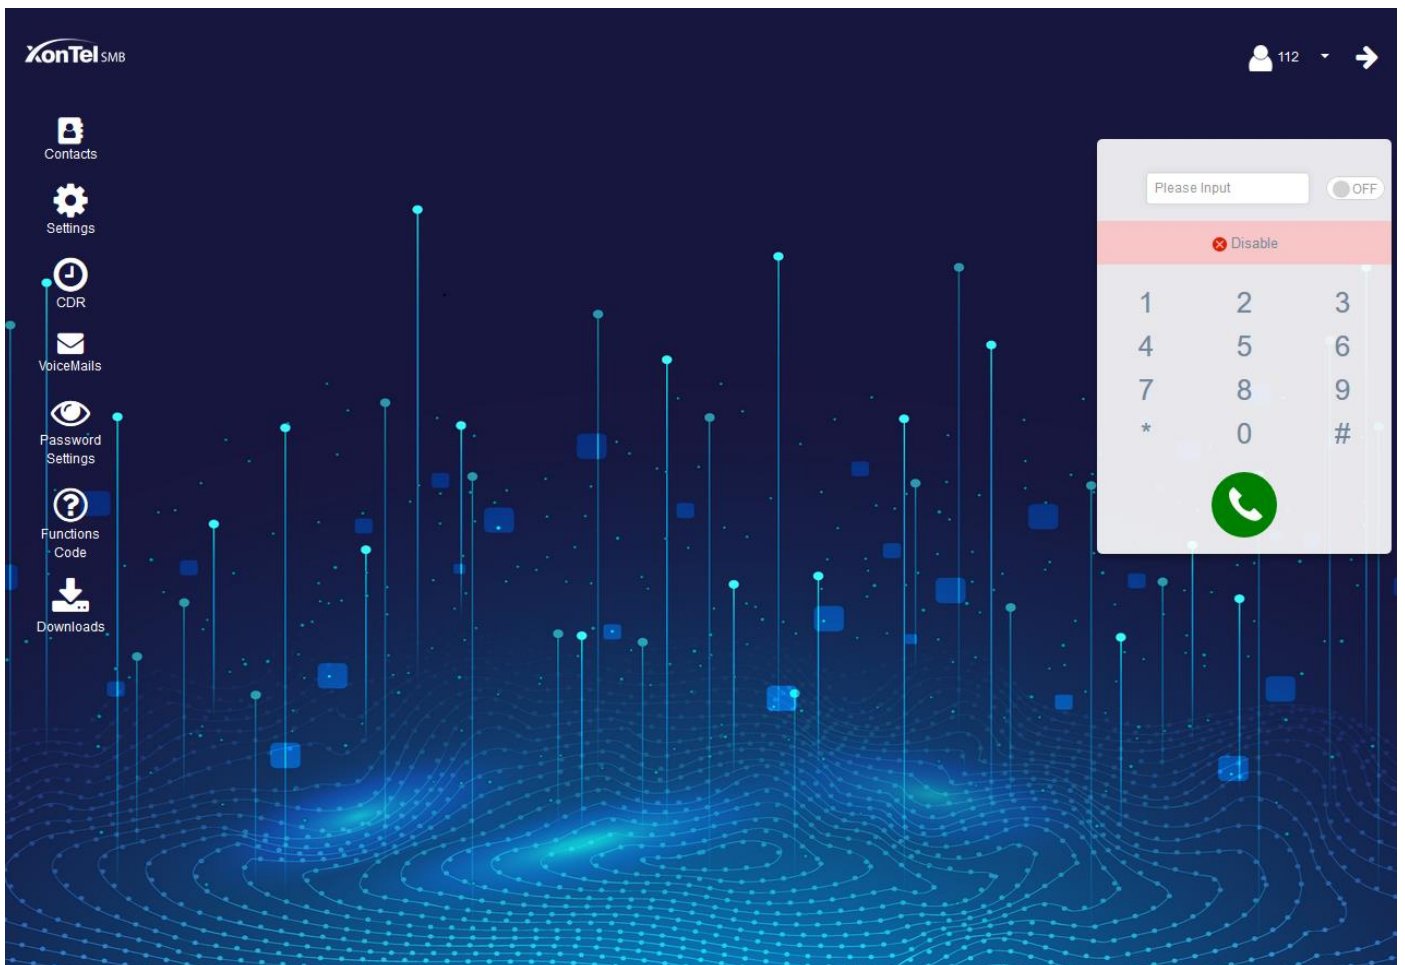 XonTel SMB
112
Contacts
Settings
CDR
VoiceMails
Password
Settings
Functions
Code
Downloads
Please Input
OFF
Disable
1 2 3
4 5 6
7 8 9
* 0 #